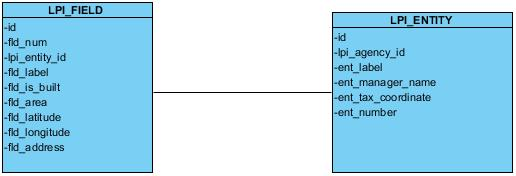 LPI_FIELD
-id
-fld_num
-lpi_entity_id
-fld_label
-fld_is_built
-fld_area
-fld_latitude
-fld_longitude
-fld_address
LPI_ENTITY
-id
-lpi_agency_id
-ent_label
-ent_manager_name
-ent_tax_coordinate
-ent_number